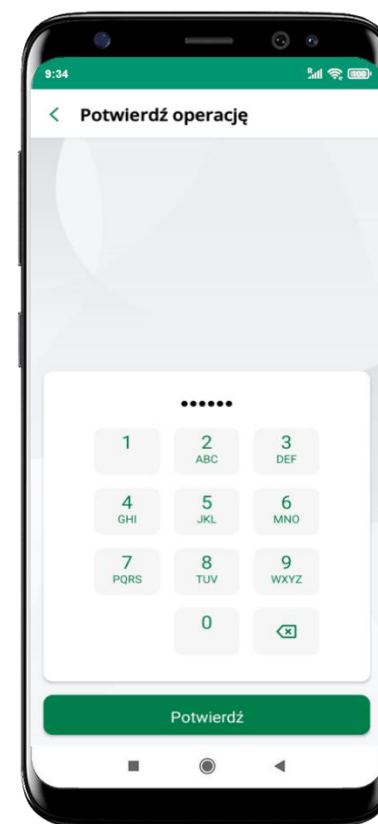 9:34
Potwierdź operację
••••••
1 2 3
ABC DEF
4 5 6
GHI JKL MNO
7 8 9
PQRS TUV WXYZ
0
Potwierdź